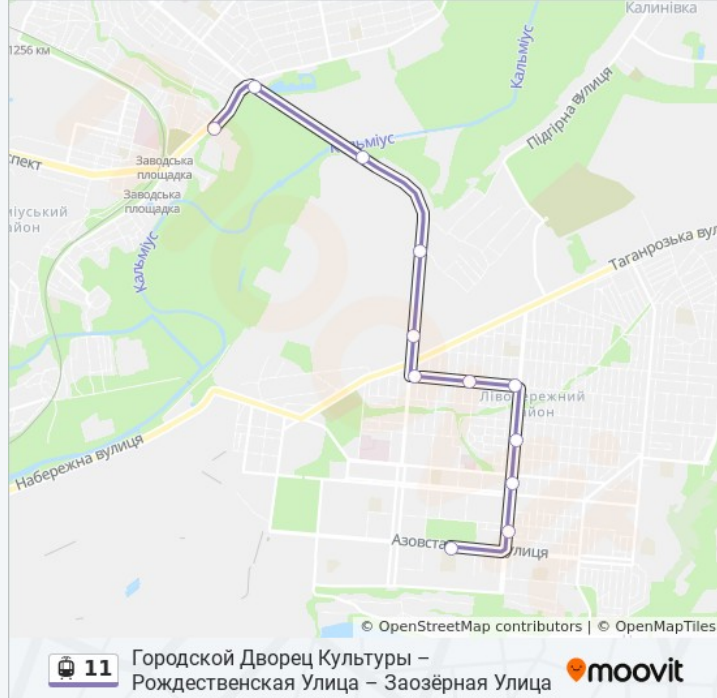 Калинівка
1256 км
Кальміус
Підгірна вулиця
Кальміус
спект
Заводська
площадка
Заводська
площадка
міуський
айон
Кальміус
Таганрозька вул
Лівобережний
район
Набережна вулиця
Азовста улиця
© OpenStreetMap contributors | © OpenMapTiles
11
Городской Дворец Культуры –
Рождественская Улица – Заозёрная Улица
moovit